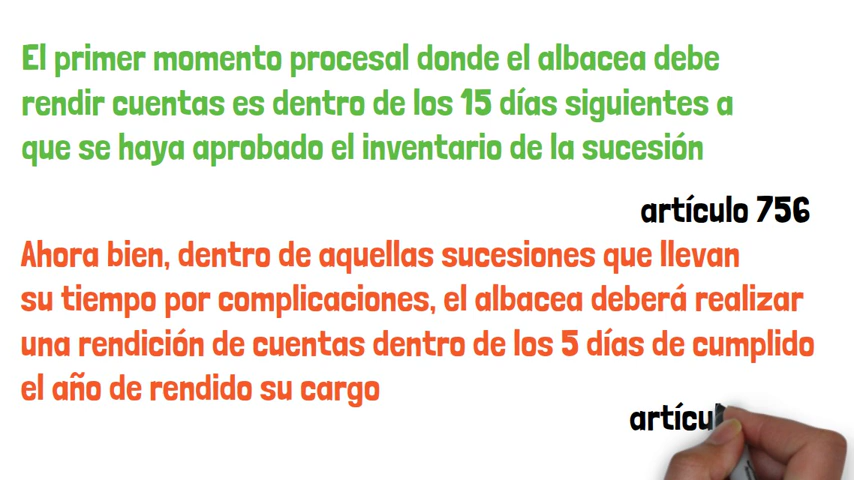 El primer momento procesal donde el albacea debe
rendir cuentas es dentro de los 15 días siguientes a
que se haya aprobado el inventario de la sucesión
artículo 756
Ahora bien, dentro de aquellas sucesiones que llevan
su tiempo por complicaciones, el albacea deberá realizar
una rendición de cuentas dentro de los 5 días de cumplido
el año de rendido su cargo
artícu